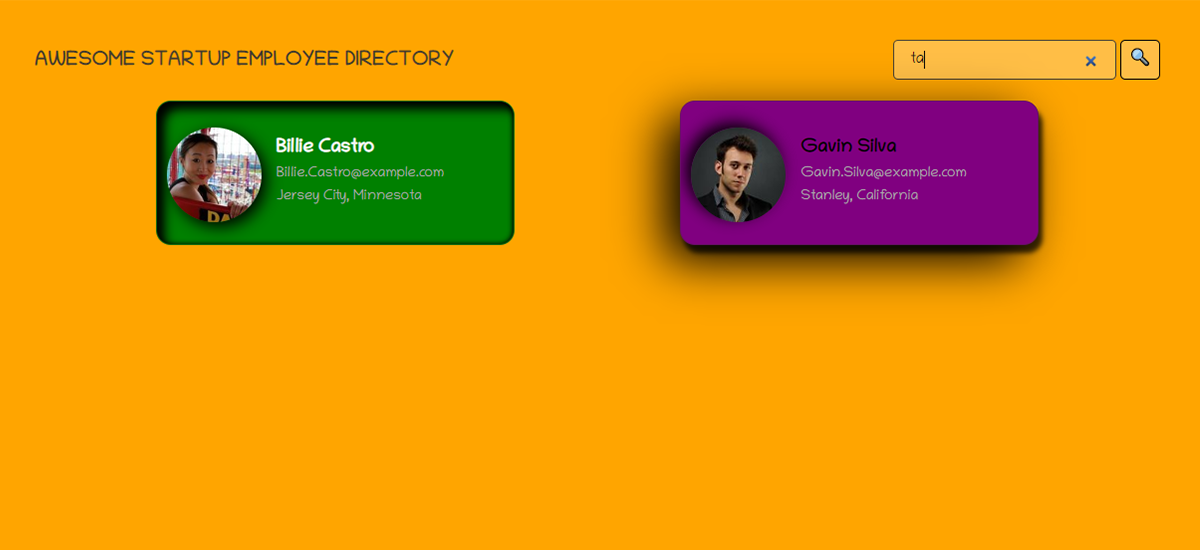 AWESOME STARTUP EMPLOYEE DIRECTORY
ta
Billie Castro
Billie.Castro@example.com
Jersey City, Minnesota
Gavin Silva
Gavin.Silva@example.com
Stanley, California